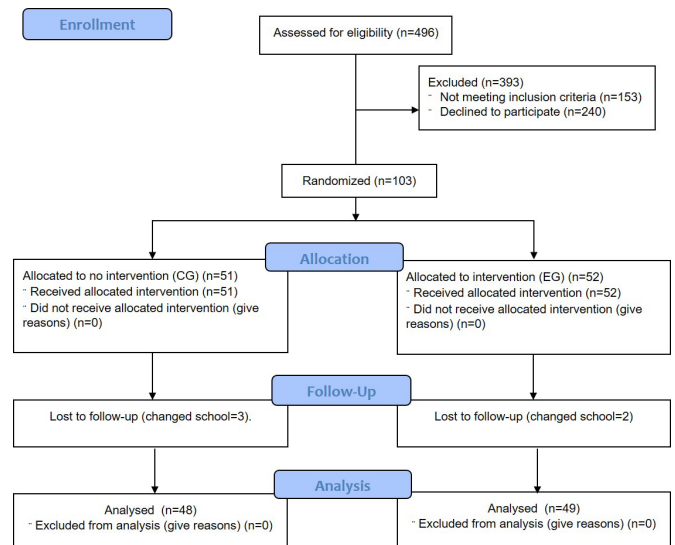 Enrollment
Assessed for eligibility (n=496)
Excluded (n=393)
¨ Not meeting inclusion criteria (n=153)
¨ Declined to participate (n=240)
Randomized (n=103)
Allocation
Allocated to no intervention (CG) (n=51)
¨ Received allocated intervention (n=51)
¨ Did not receive allocated intervention (give
reasons) (n=0)
Allocated to intervention (EG) (n=52)
¨ Received allocated intervention (n=52)
¨ Did not receive allocated intervention (give
reasons) (n=0)
Follow-Up
Lost to follow-up (changed school=3).
Lost to follow-up (changed school=2)
Analysis
Analysed (n=48)
¨ Excluded from analysis (give reasons) (n=0)
Analysed (n=49)
¨ Excluded from analysis (give reasons) (n=0)